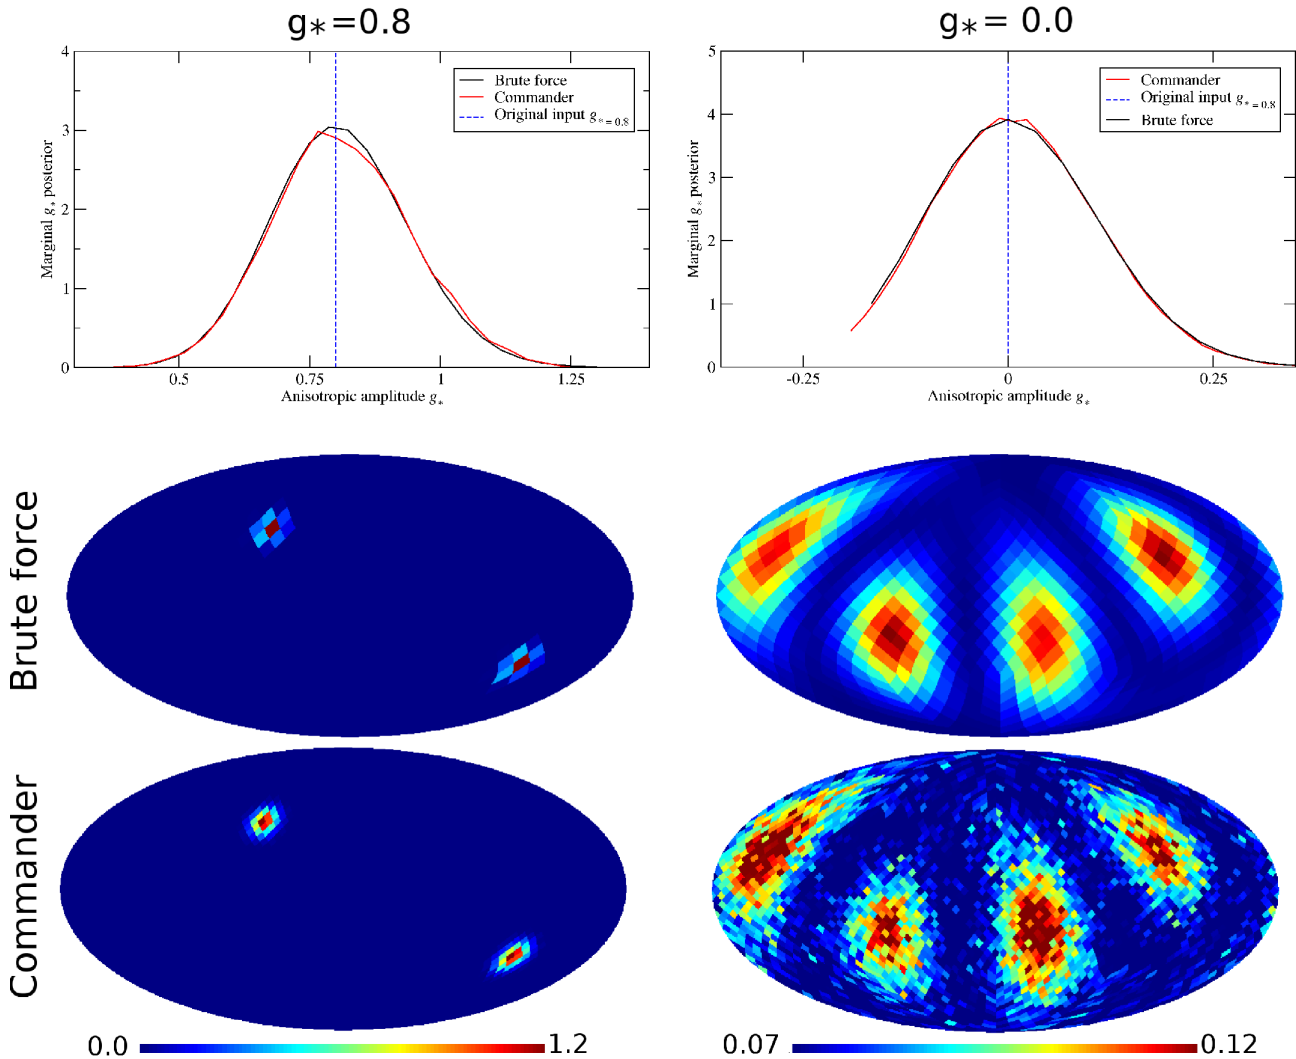 g*=0.8
g*= 0.0
4
3
2
1
0
0.5
0.75
1
1.25
Marginal g* posterior
Anisotropic amplitude g*
Brute force
Commander
Original input g*=0.8
5
4
3
2
1
0
-0.25
0
0.25
Marginal g* posterior
Anisotropic amplitude g*
Commander
Original input g*=0.8
Brute force
Brute force
Commander
0.0
1.2
0.07
0.12